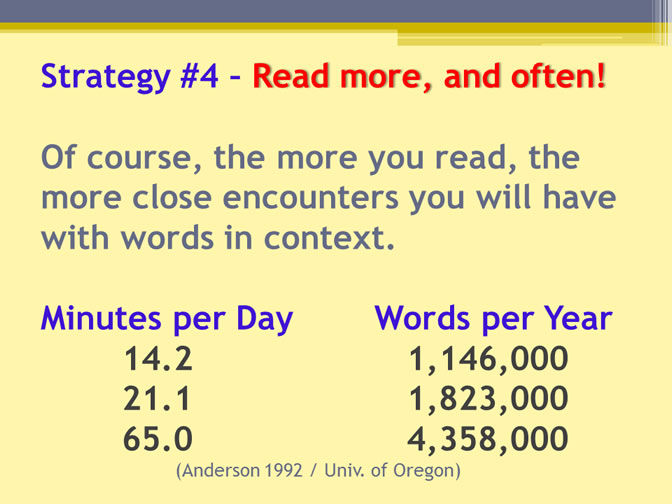 Strategy #4 – Read more, and often!
Of course, the more you read, the
more close encounters you will have
with words in context.
Minutes per Day Words per Year
14.2 1,146,000
21.1 1,823,000
65.0 4,358,000
(Anderson 1992 / Univ. of Oregon)